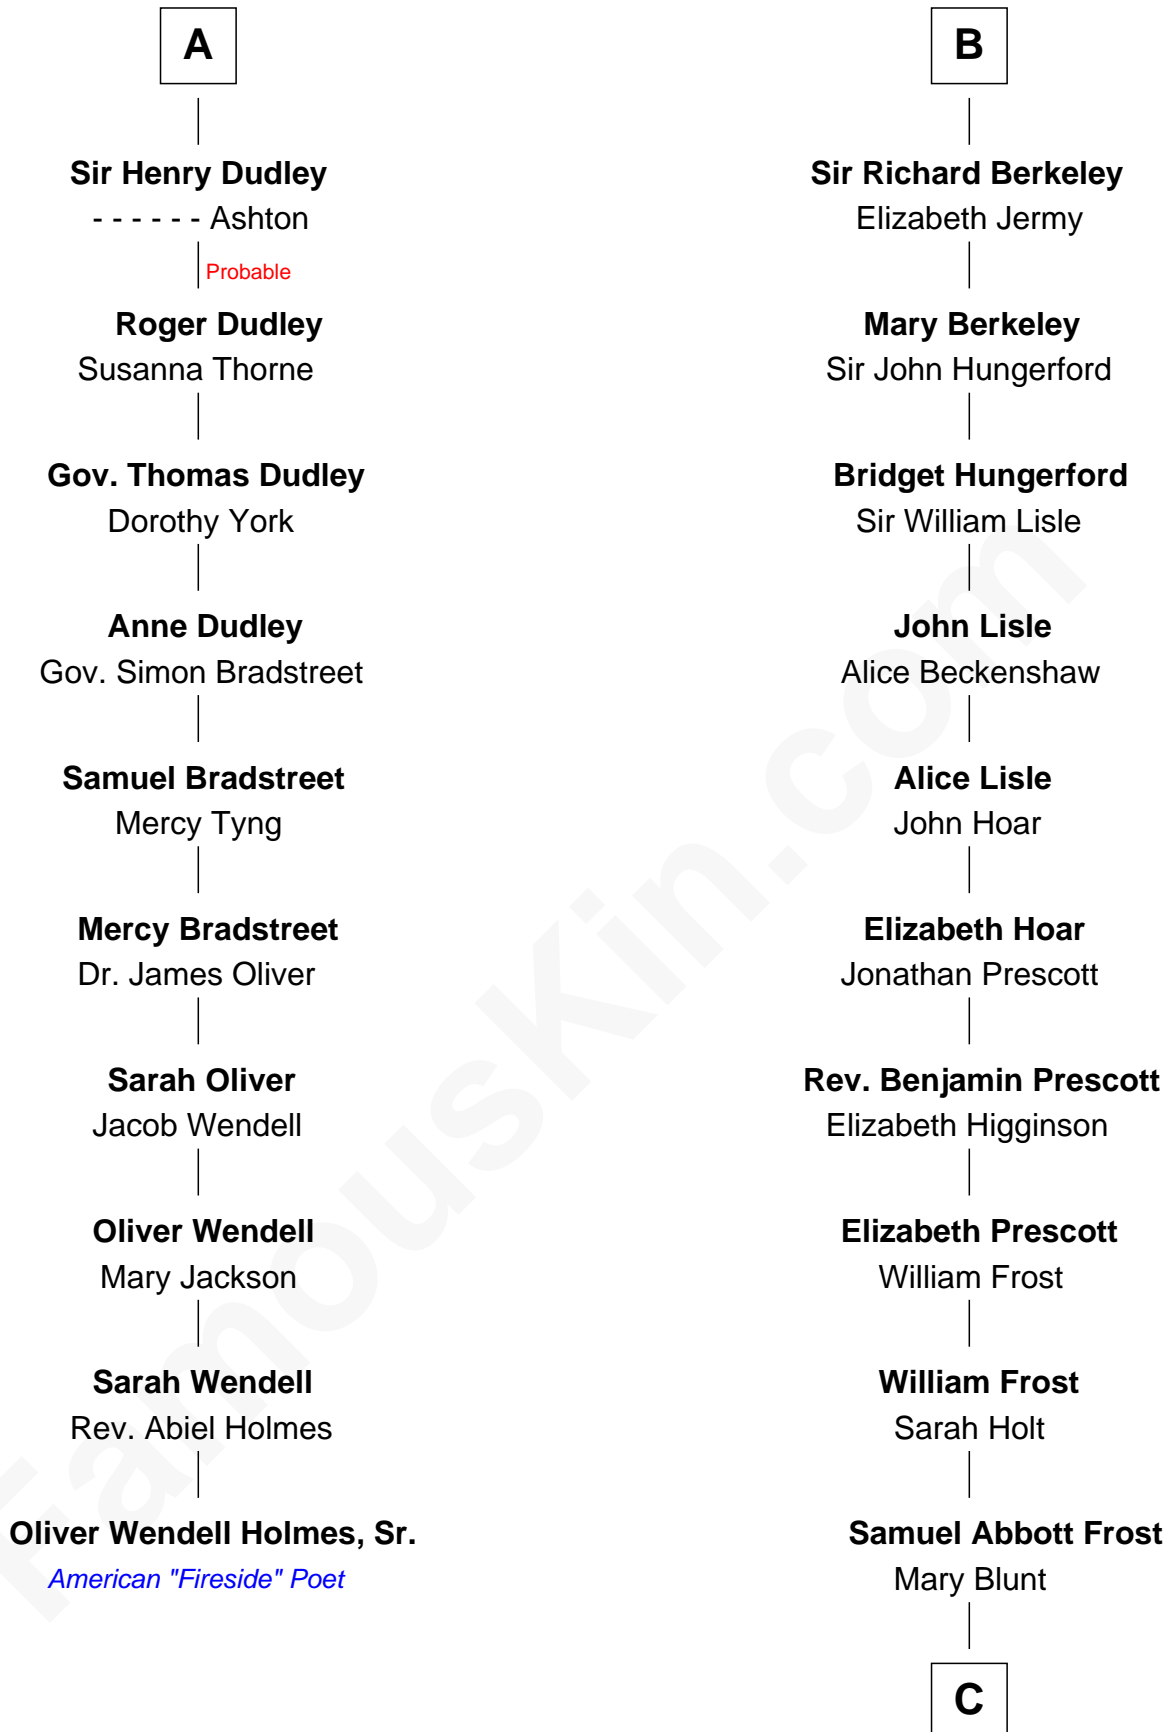 A
Sir Henry Dudley
- - - - - - Ashton
Probable
Roger Dudley
Susanna Thorne
Gov. Thomas Dudley
Dorothy York
Anne Dudley
Gov. Simon Bradstreet
Samuel Bradstreet
Mercy Tyng
Mercy Bradstreet
Dr. James Oliver
Sarah Oliver
Jacob Wendell
Oliver Wendell
Mary Jackson
Sarah Wendell
Rev. Abiel Holmes
Oliver Wendell Holmes, Sr.
American "Fireside" Poet
B
Sir Richard Berkeley
Elizabeth Jermy
Mary Berkeley
Sir John Hungerford
Bridget Hungerford
Sir William Lisle
John Lisle
Alice Beckenshaw
Alice Lisle
John Hoar
Elizabeth Hoar
Jonathan Prescott
Rev. Benjamin Prescott
Elizabeth Higginson
Elizabeth Prescott
William Frost
William Frost
Sarah Holt
Samuel Abbott Frost
Mary Blunt
C
FamousKin.com